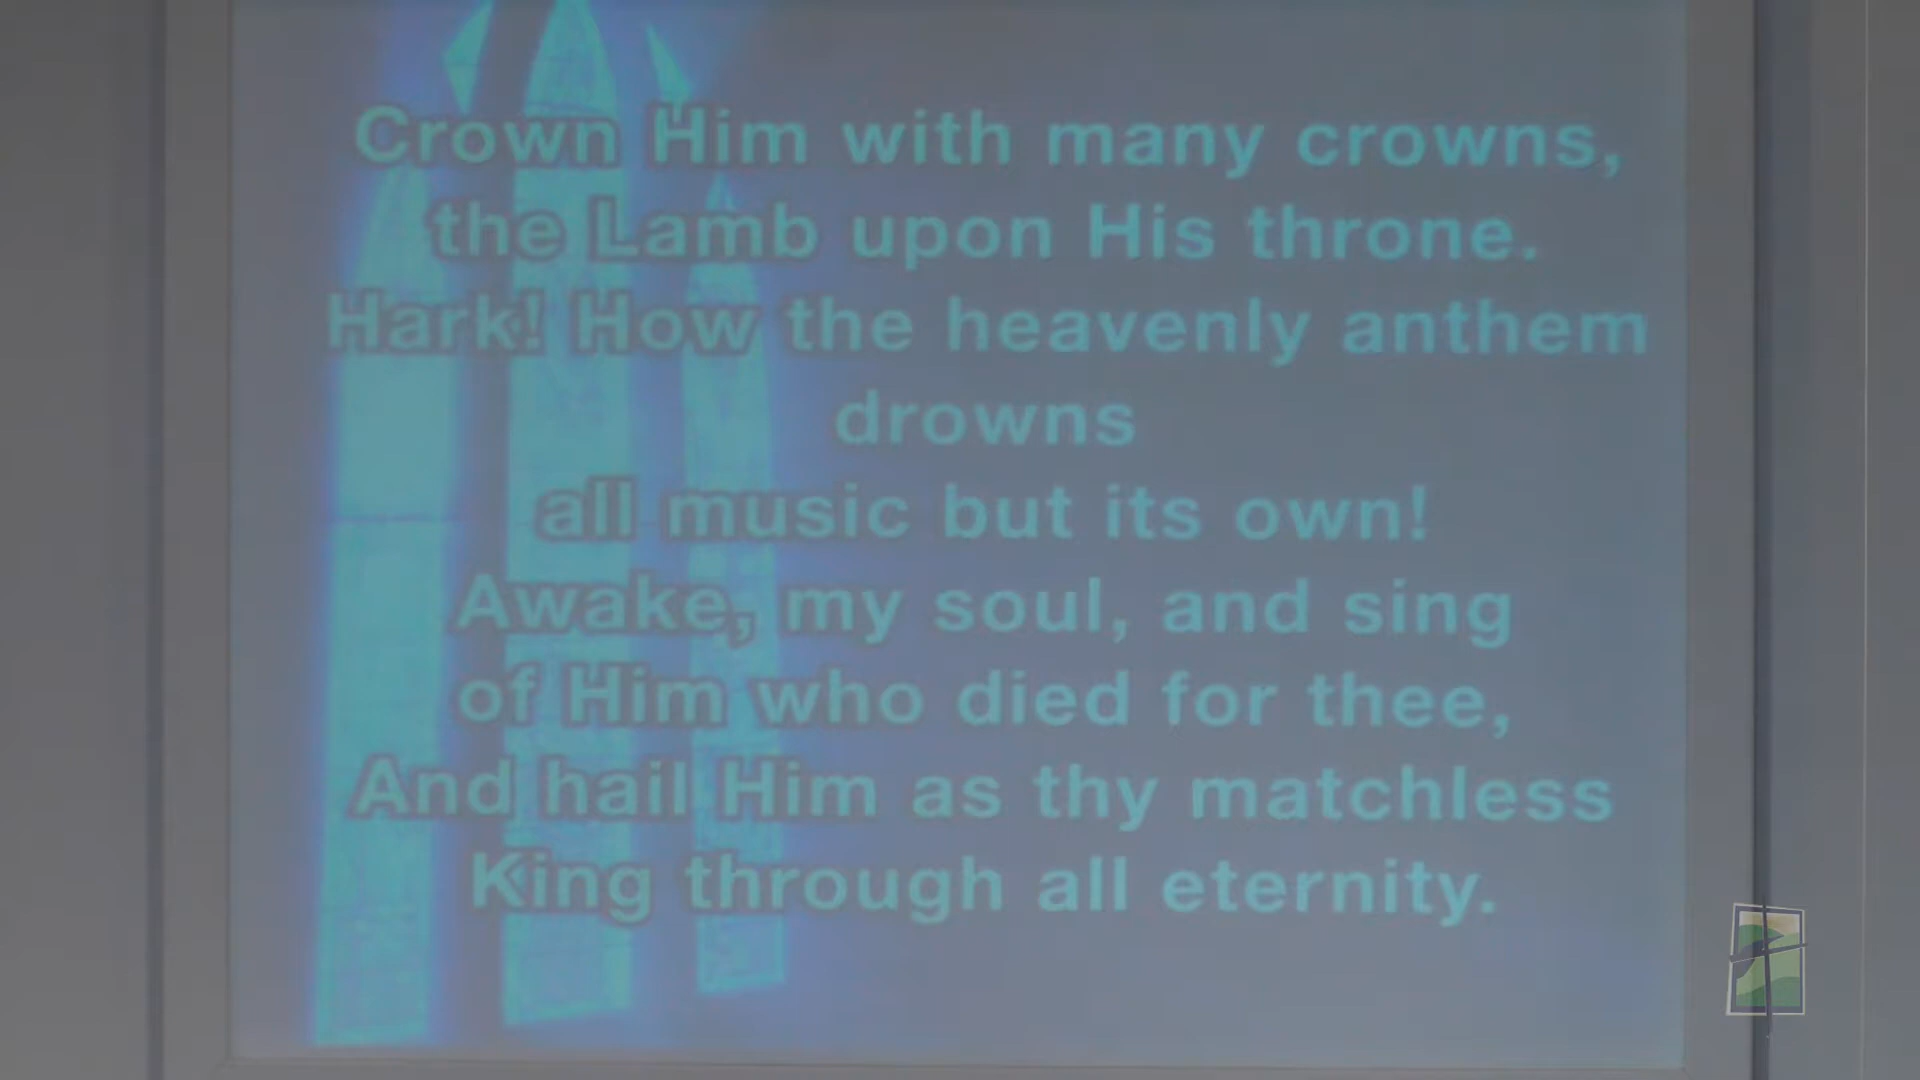 Crown Him with many crowns,
the Lamb upon His throne.
Hark! How the heavenly anthem
drowns
all music but its own!
Awake, my soul, and sing
of Him who died for thee,
And hail Him as thy matchless
King through all eternity.